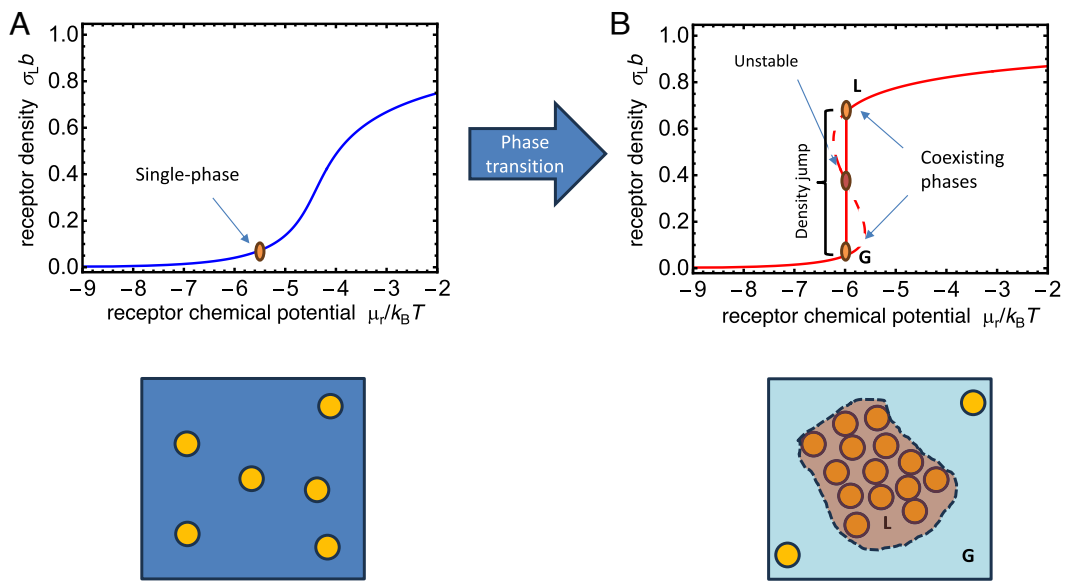 A
1.0
0.8
0.6
0.4
0.2
0.0
receptor density σLb
Single-phase
−9 −8 −7 −6 −5 −4 −3 −2
receptor chemical potential μr/kBT
Phase
transition
B
1.0
0.8
0.6
0.4
0.2
0.0
receptor density σLb
Unstable
L
Density jump
Coexisting
phases
G
−9 −8 −7 −6 −5 −4 −3 −2
receptor chemical potential μr/kBT
L
G